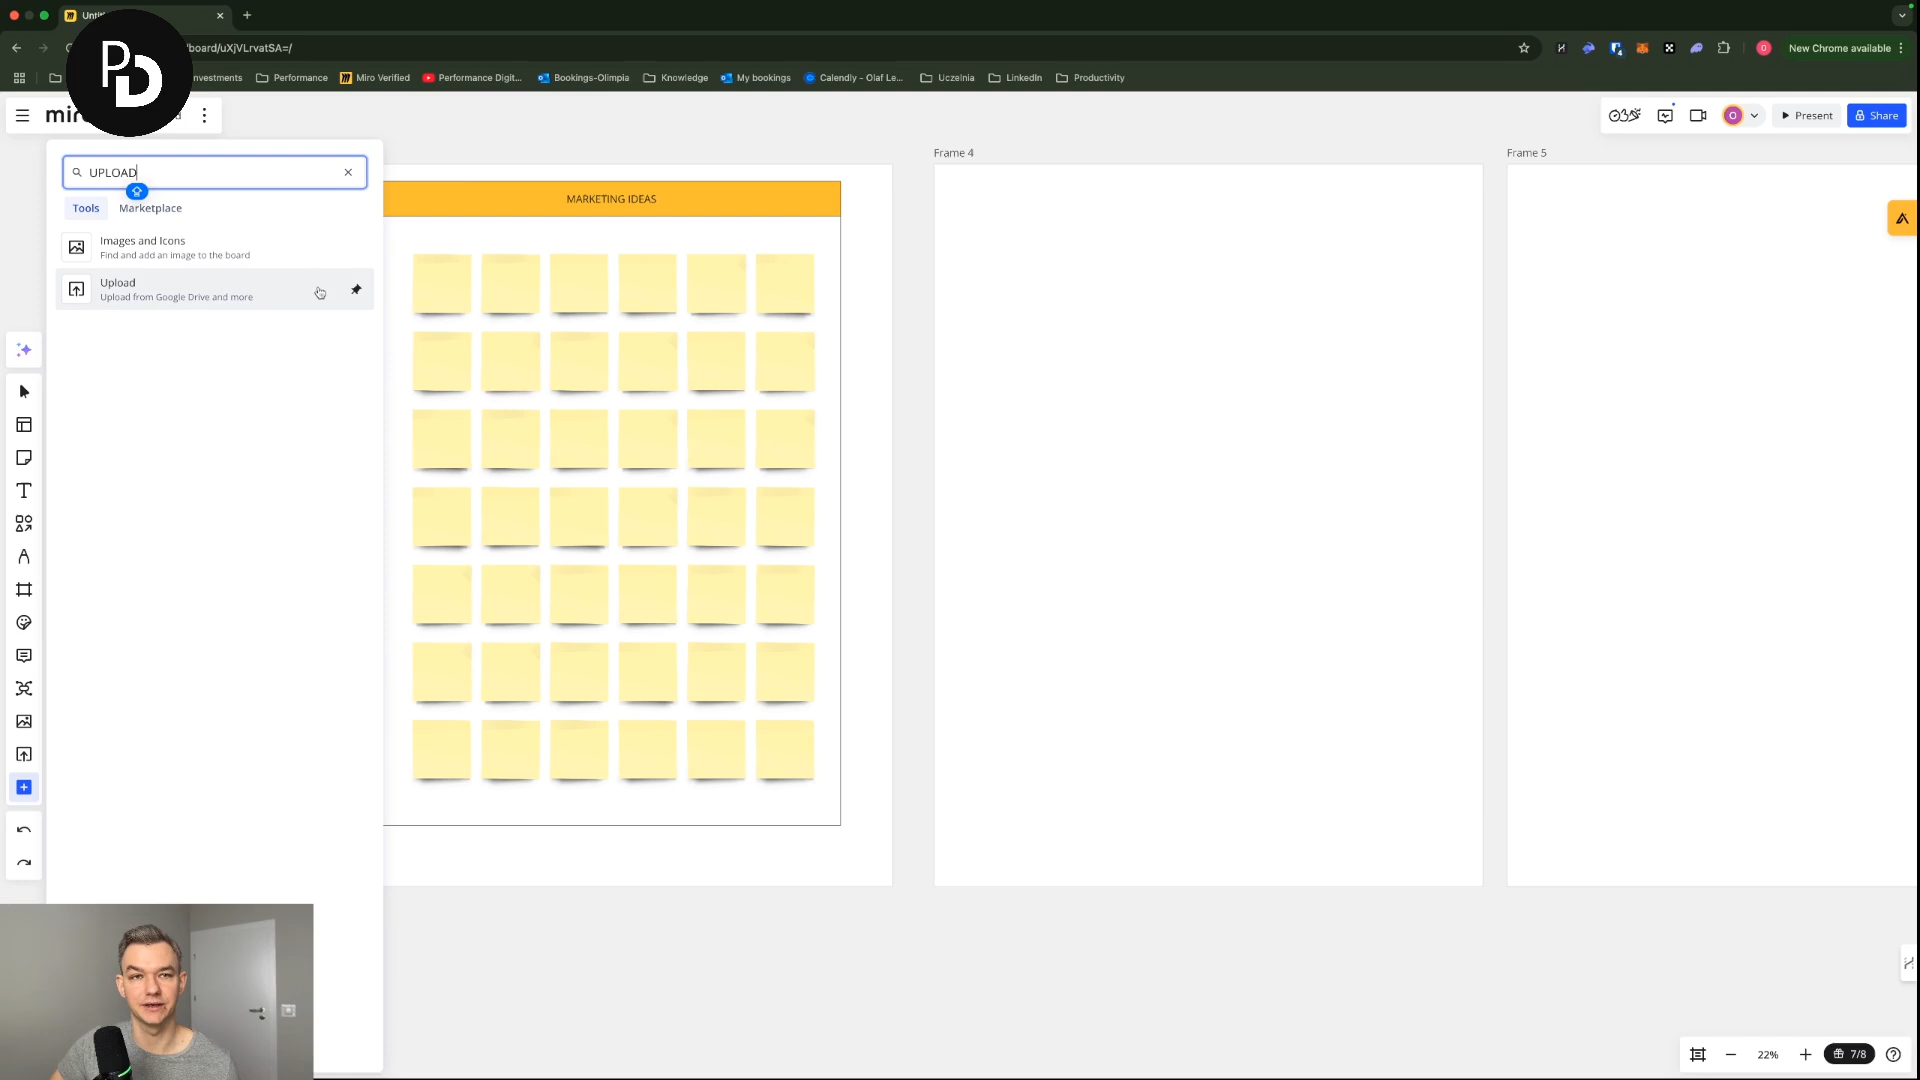 Unti
PD
board/uXjVLrvatSA=/
New Chrome available
nvestments
Performance
Miro Verified
Performance Digit...
Bookings-Olimpia
Knowledge
My bookings
Calendly - Olaf Le...
Uczelnia
LinkedIn
Productivity
mir
O
Present
Share
UPLOAD
Tools
Marketplace
Images and Icons
Find and add an image to the board
Upload
Upload from Google Drive and more
MARKETING IDEAS
Frame 4
Frame 5
22%
7/8